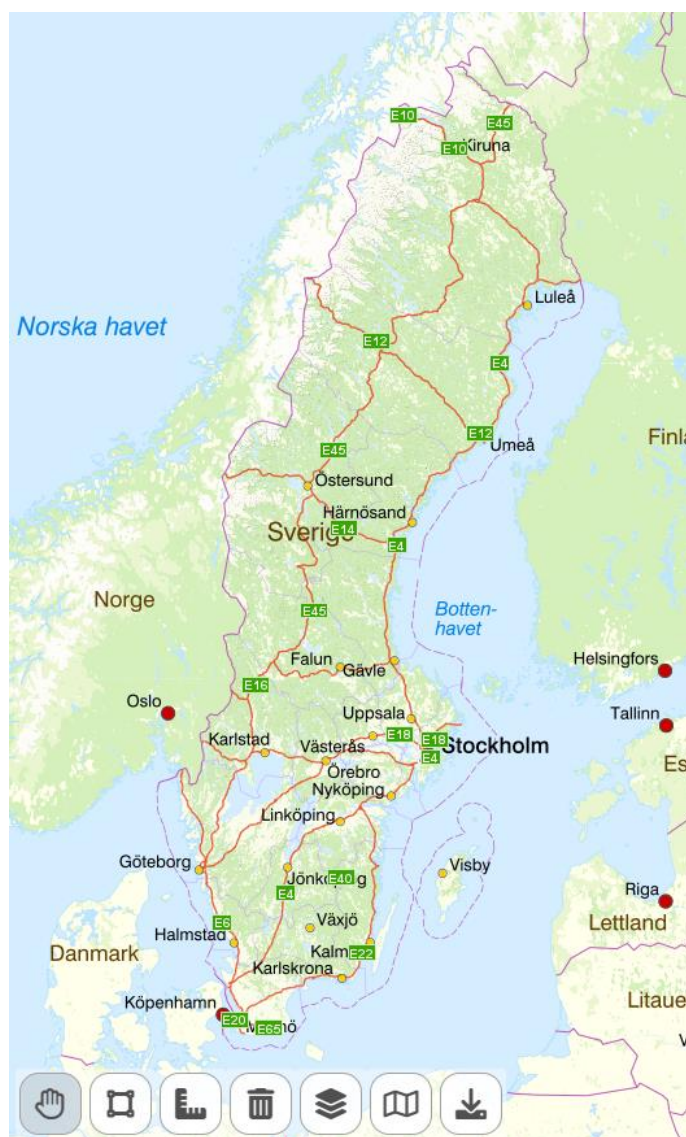 E10
E45
E10
Kiruna
Luleå
Norska havet
E12
E4
E12
Umeå
Finla
E45
Östersund
Härnösand
Sverige
E14
E4
Norge
E45
Botten-
havet
Falun
Gävle
Helsingfors
E16
Oslo
Uppsala
Tallinn
Karlstad
E18
E18
Västerås
Stockholm
E4
Es
Örebro
Nyköping
Linköping
Göteborg
Visby
Jönköping
E40
E4
Riga
E6
Växjö
Lettland
Halmstad
Danmark
Kalm
E22
Karlskrona
Köpenhamn
Litaue
E20
E65
V